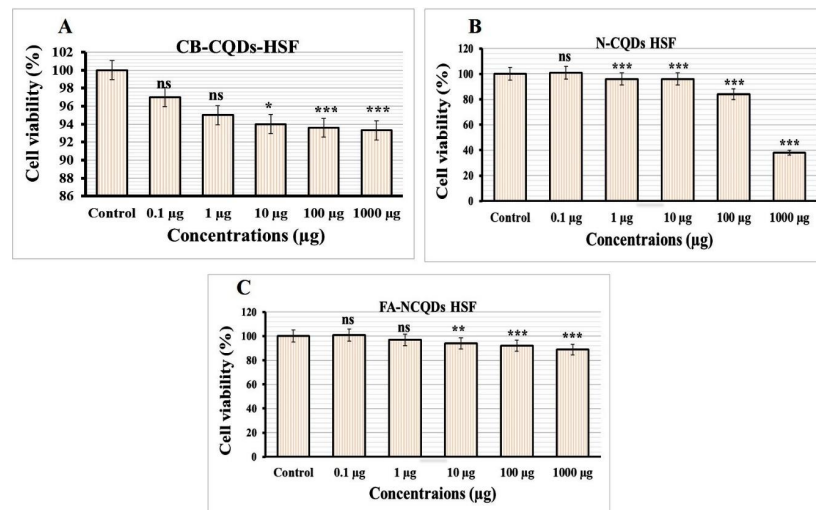 A
CB-CQDs-HSF
Cell viability (%)
102
100
98
96
94
92
90
88
86
ns
ns
*
***
***
Control 0.1 µg 1 µg 10 µg 100 µg 1000 µg
Concentrations (µg)
B
N-CQDs HSF
Cell viability (%)
120
100
80
60
40
20
0
ns
***
***
***
***
Control 0.1 µg 1 µg 10 µg 100 µg 1000 µg
Concentraions (µg)
C
FA-NCQDs HSF
Cell viability (%)
120
100
80
60
40
20
0
ns
ns
**
***
***
Control 0.1 µg 1 µg 10 µg 100 µg 1000 µg
Concentraions (µg)